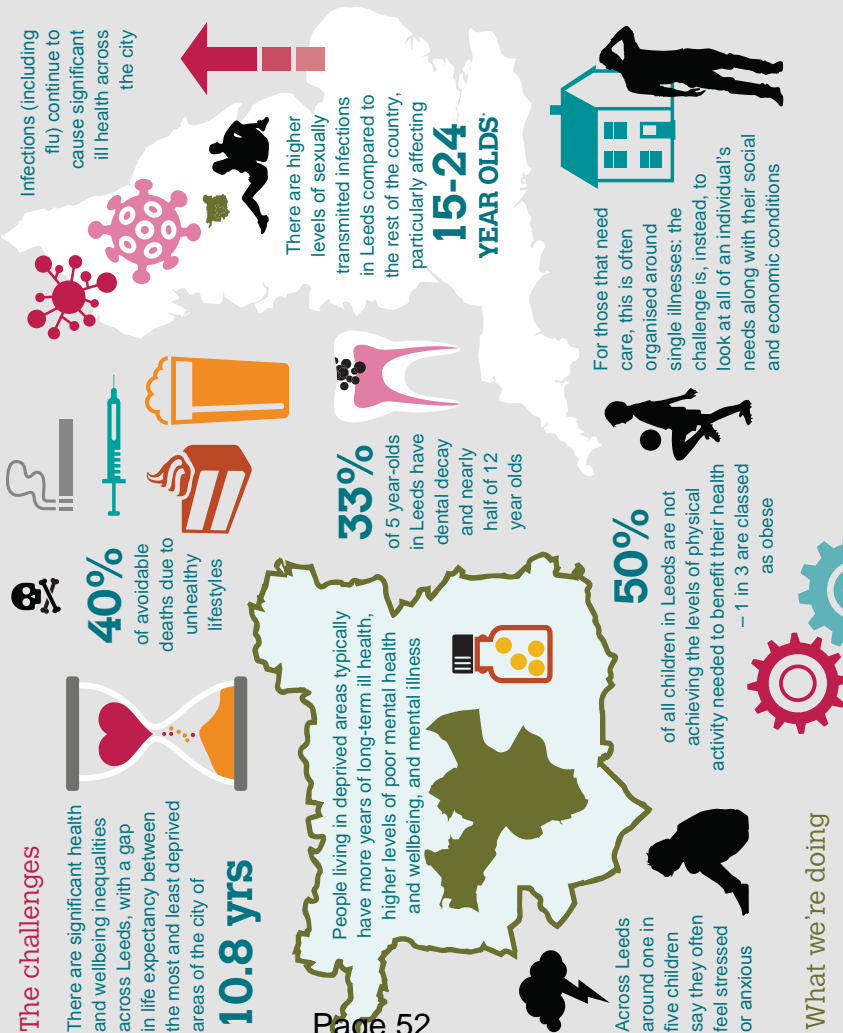 The challenges
There are significant health
and wellbeing inequalities
across Leeds, with a gap
in life expectancy between
the most and least deprived
areas of the city of
10.8 yrs
40%
of avoidable
deaths due to
unhealthy
lifestyles
Infections (including
flu) continue to
cause significant
ill health across
the city
People living in deprived areas typically
have more years of long-term ill health,
higher levels of poor mental health
and wellbeing, and mental illness
33%
of 5 year-olds
in Leeds have
dental decay
and nearly
half of 12
year olds
There are higher
levels of sexually
transmitted infections
in Leeds compared to
the rest of the country,
particularly affecting
15-24
YEAR OLDS
Across Leeds
around one in
five children
say they often
feel stressed
or anxious
50%
of all children in Leeds are not
achieving the levels of physical
activity needed to benefit their health
– 1 in 3 are classed
as obese
For those that need
care, this is often
organised around
single illnesses: the
challenge is, instead, to
look at all of an individual's
needs along with their social
and economic conditions
What we're doing
Page 52